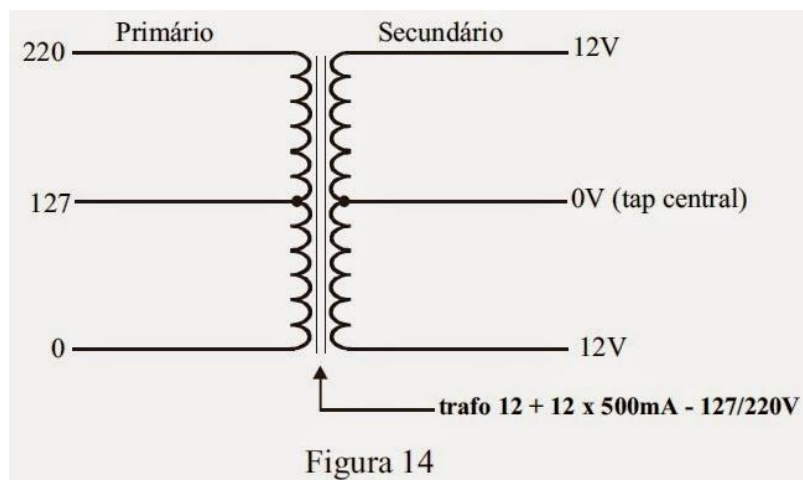 Primário
Secundário
220
12V
127
0V (tap central)
0
12V
trafo 12 + 12 x 500mA - 127/220V
Figura 14